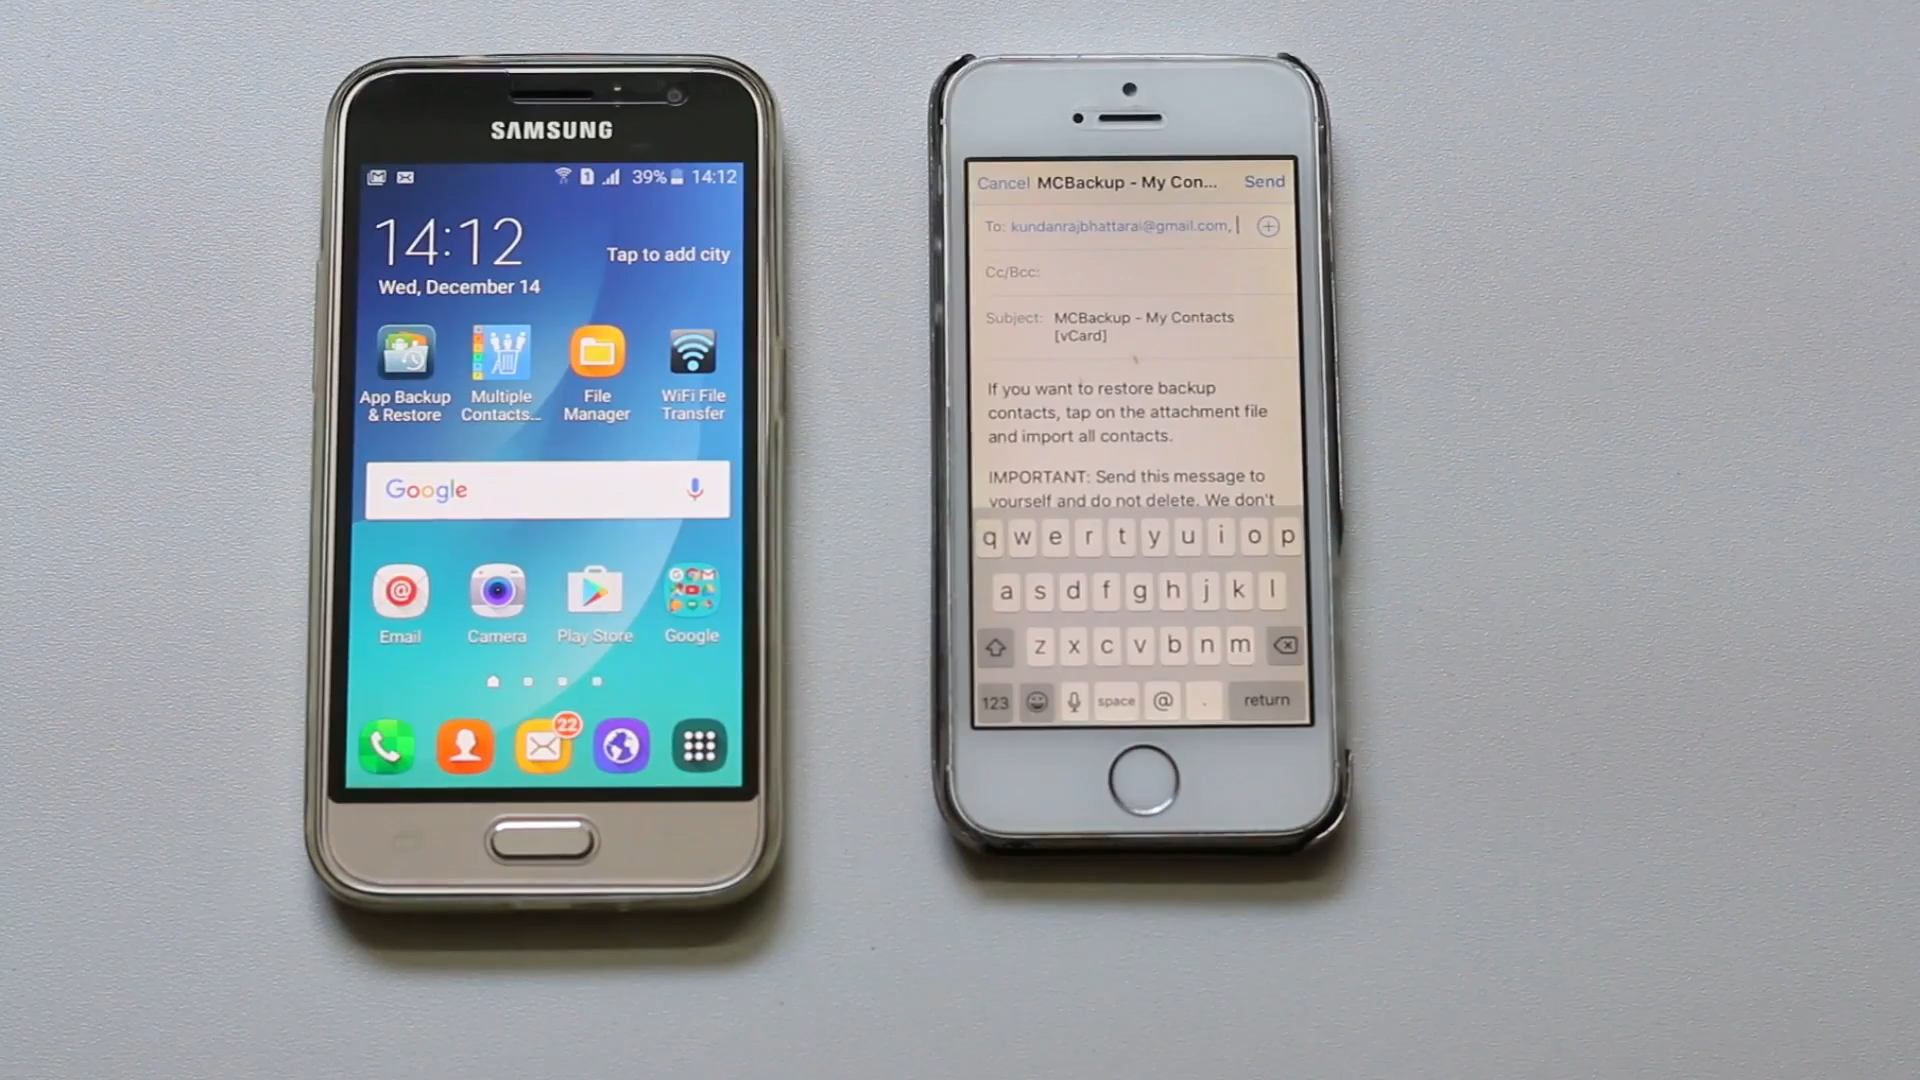 SAMSUNG
39% 14:12
14:12
Tap to add city
Wed, December 14
App Backup & Restore
Multiple Contacts...
File Manager
WiFi File Transfer
Google
Email
Camera
Play Store
Google
22
Cancel MCBackup - My Con... Send
To: kundanrajbhattarai@gmail.com,
Cc/Bcc:
Subject: MCBackup - My Contacts
[vCard]
If you want to restore backup
contacts, tap on the attachment file
and import all contacts.
IMPORTANT: Send this message to
yourself and do not delete. We don't
q w e r t y u i o p
a s d f g h j k l
z x c v b n m
123 space @ . return